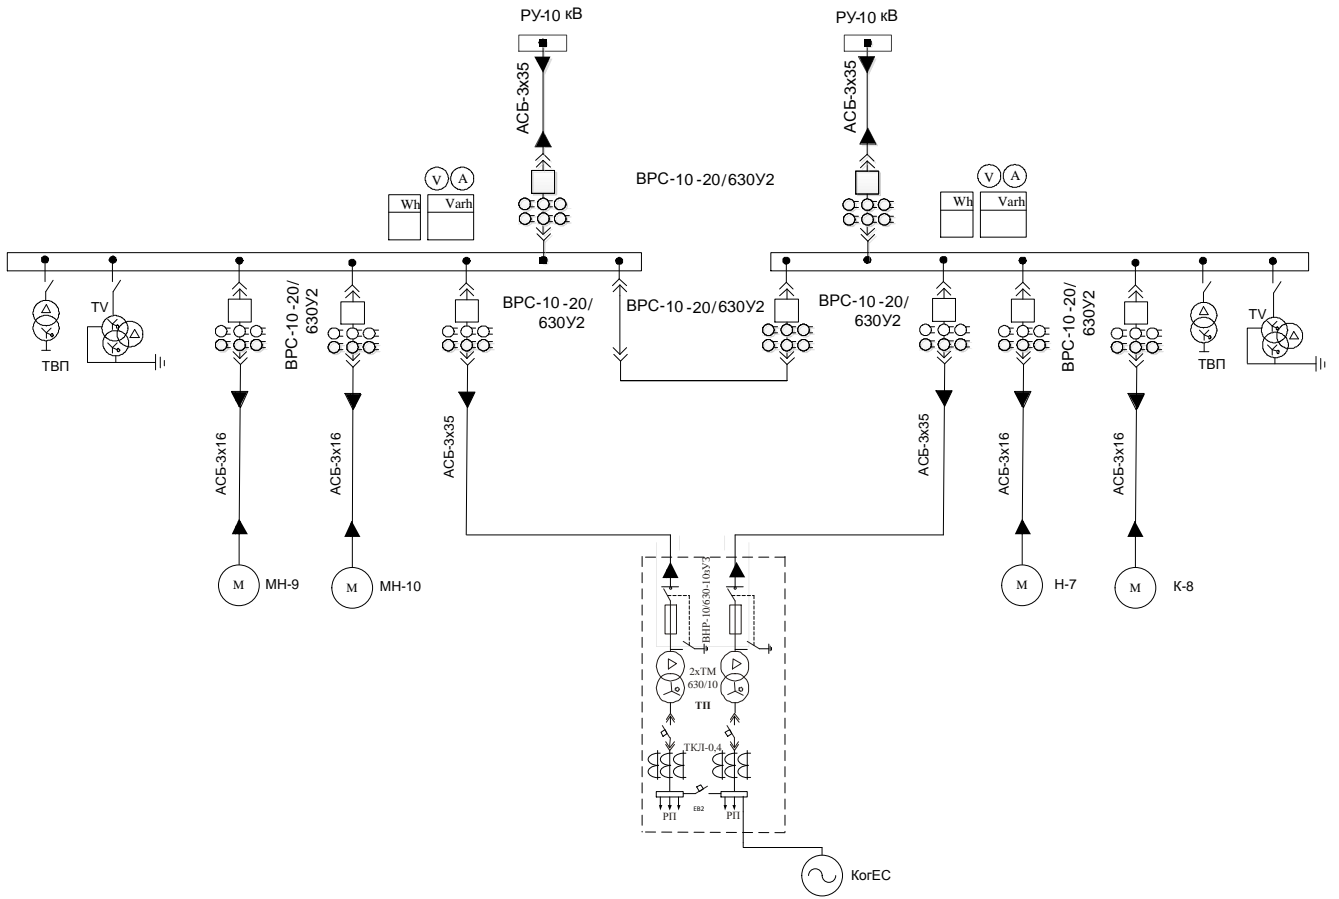 РУ-10 кВ
РУ-10 кВ
АСБ-3х35
АСБ-3х35
ВРС-10 -20/630У2
V
A
Wh
Varh
V
A
Wh
Varh
TV
ТВП
ВРС-10 -20/
630У2
ВРС-10 -20/
630У2
ВРС-10 -20/630У2
ВРС-10 -20/
630У2
ВРС-10 -20/
630У2
ТВП
TV
АСБ-3х16
АСБ-3х16
АСБ-3х35
АСБ-3х35
АСБ-3х16
АСБ-3х16
М
МН-9
М
МН-10
М
Н-7
М
К-8
ВНР-10/630-10зУ3
2хТМ
630/10
ТП
ТКЛ-0,4
ЕВ2
РП
РП
КогЕС